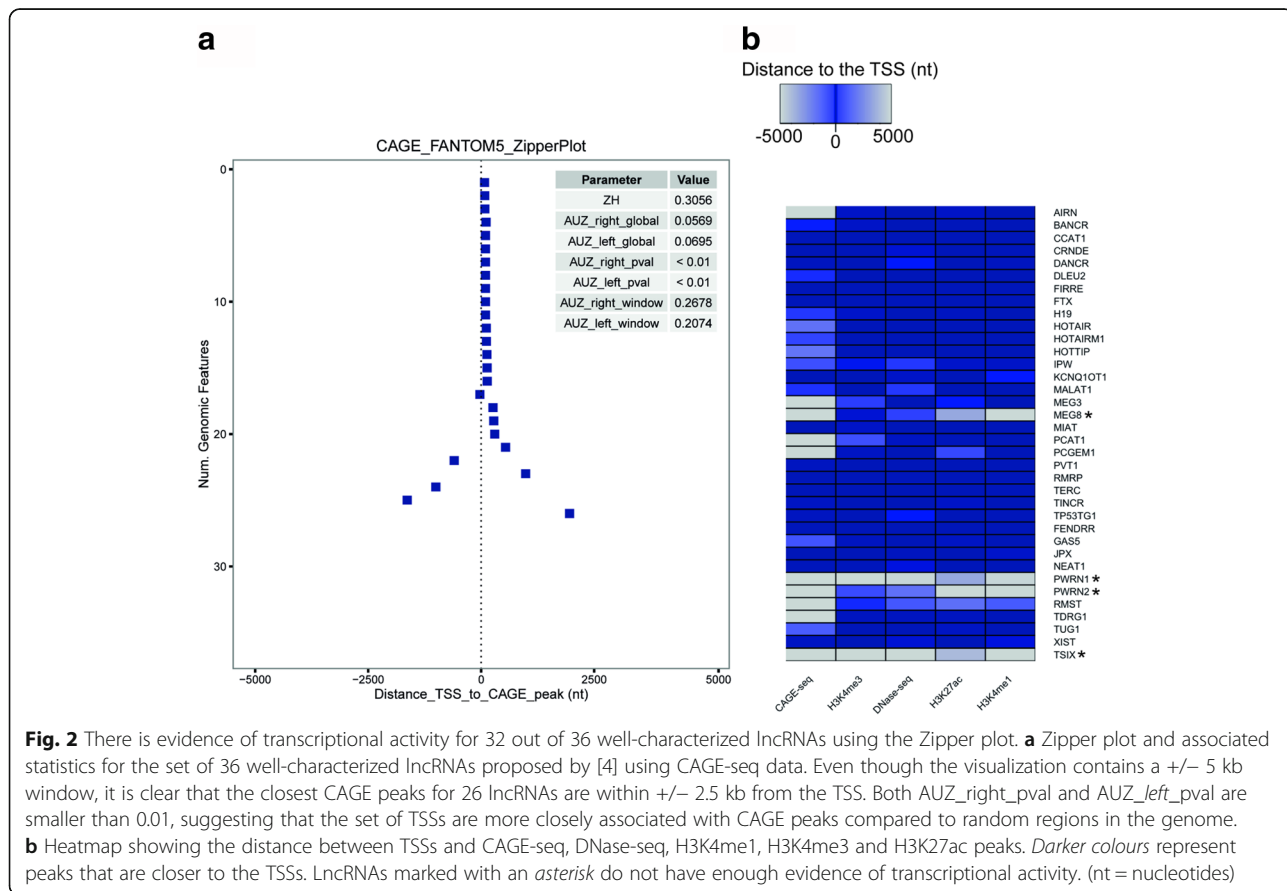 a
CAGE_FANTOM5_ZipperPlot
0
10
20
30
Num. Genomic Features
Parameter Value
ZH 0.3056
AUZ_right_global 0.0569
AUZ_left_global 0.0695
AUZ_right_pval < 0.01
AUZ_left_pval < 0.01
AUZ_right_window 0.2678
AUZ_left_window 0.2074
−5000 −2500 0 2500 5000
Distance_TSS_to_CAGE_peak (nt)
b
Distance to the TSS (nt)
-5000 0 5000
AIRN
BANCR
CCAT1
CRNDE
DANCR
DLEU2
FIRRE
FTX
H19
HOTAIR
HOTAIRM1
HOTTIP
IPW
KCNQ1OT1
MALAT1
MEG3
MEG8 *
MIAT
PCAT1
PCGEM1
PVT1
RMRP
TERC
TINCR
TP53TG1
FENDRR
GAS5
JPX
NEAT1
PWRN1 *
PWRN2 *
RMST
TDRG1
TUG1
XIST
TSIX *
CAGE-seq H3K4me3 DNase-seq H3K27ac H3K4me1
Fig. 2 There is evidence of transcriptional activity for 32 out of 36 well-characterized lncRNAs using the Zipper plot. a Zipper plot and associated
statistics for the set of 36 well-characterized lncRNAs proposed by [4] using CAGE-seq data. Even though the visualization contains a +/− 5 kb
window, it is clear that the closest CAGE peaks for 26 lncRNAs are within +/− 2.5 kb from the TSS. Both AUZ_right_pval and AUZ_left_pval are
smaller than 0.01, suggesting that the set of TSSs are more closely associated with CAGE peaks compared to random regions in the genome.
b Heatmap showing the distance between TSSs and CAGE-seq, DNase-seq, H3K4me1, H3K4me3 and H3K27ac peaks. Darker colours represent
peaks that are closer to the TSSs. LncRNAs marked with an asterisk do not have enough evidence of transcriptional activity. (nt = nucleotides)